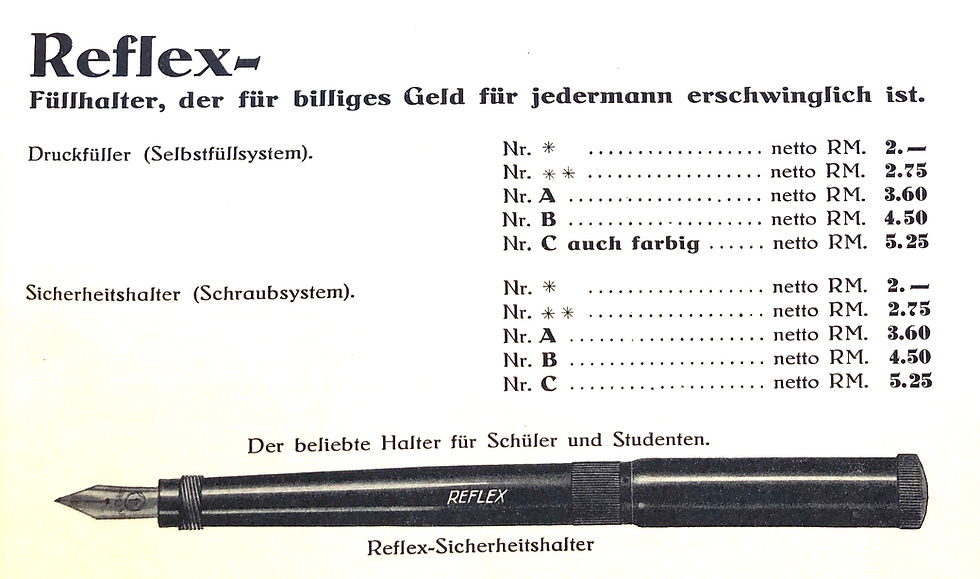 Reflex-
Füllhalter, der für billiges Geld für jedermann erschwinglich ist.
Druckfüller (Selbstfüllsystem).
Nr. * .................. netto RM. 2.—
Nr. ** .................. netto RM. 2.75
Nr. A .................... netto RM. 3.60
Nr. B .................... netto RM. 4.50
Nr. C auch farbig ...... netto RM. 5.25
Sicherheitshalter (Schraubsystem).
Nr. * .................. netto RM. 2.—
Nr. ** .................. netto RM. 2.75
Nr. A .................... netto RM. 3.60
Nr. B .................... netto RM. 4.50
Nr. C .................... netto RM. 5.25
Der beliebte Halter für Schüler und Studenten.
REFLEX
Reflex-Sicherheitshalter